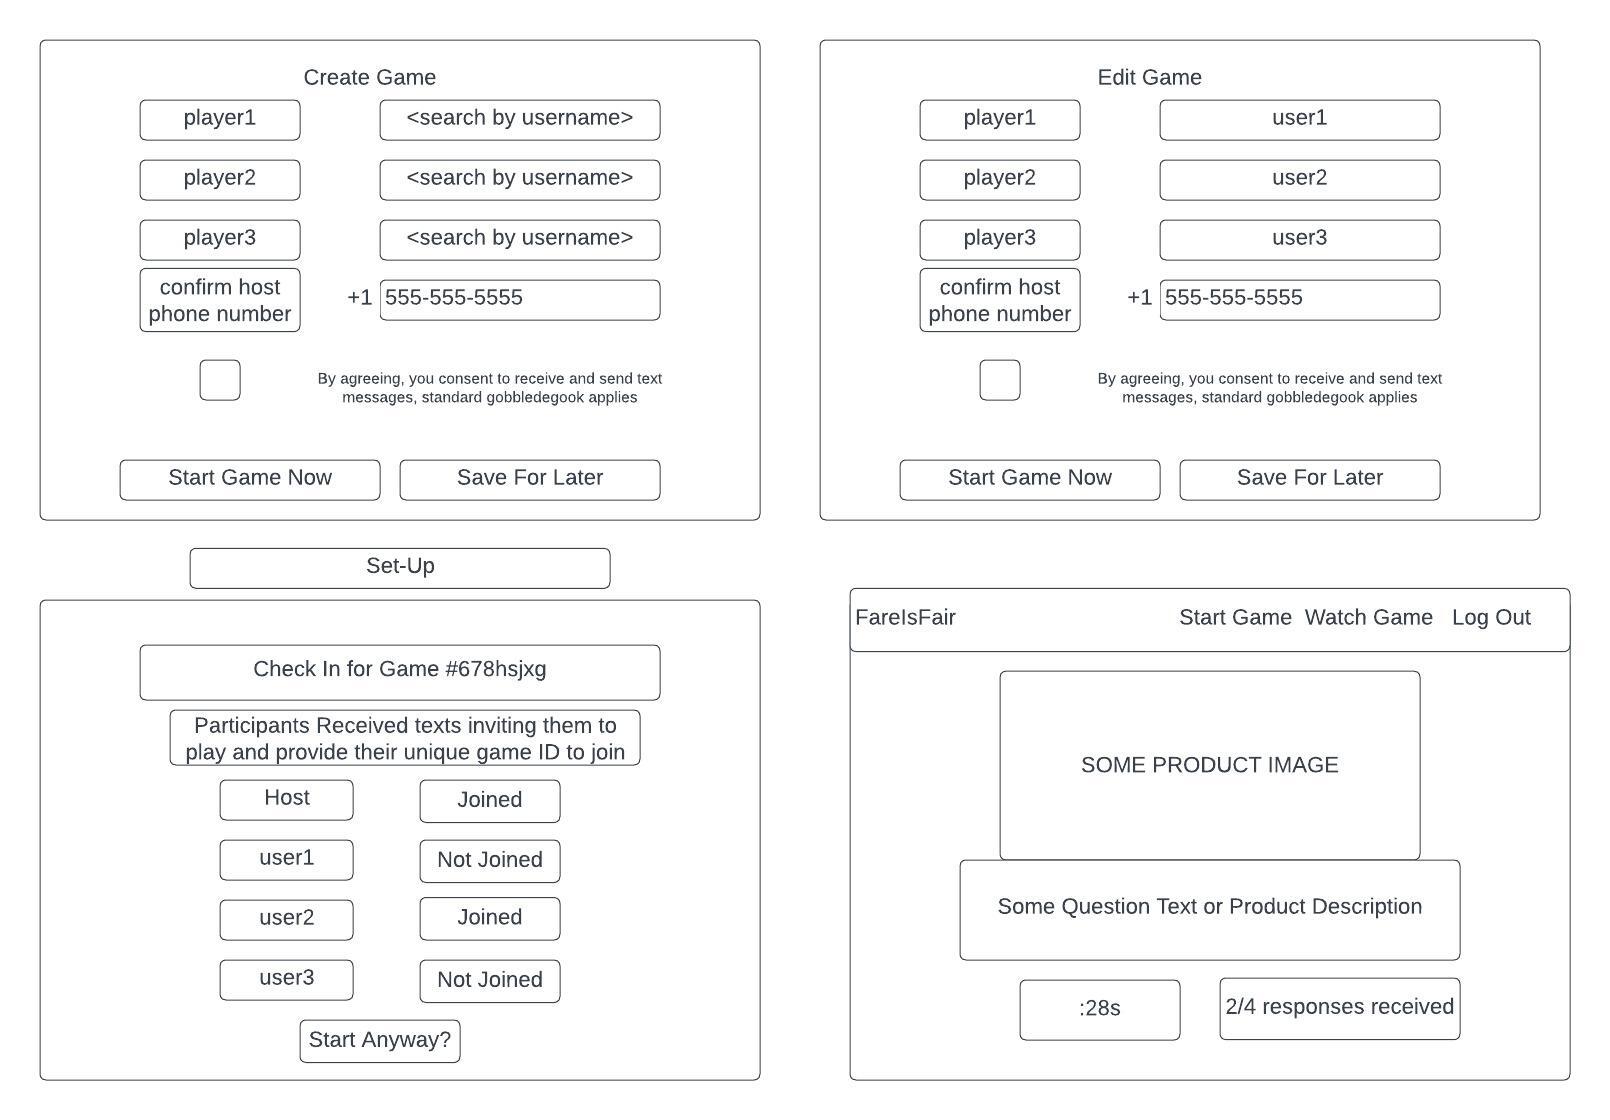 Create Game
player1 <search by username>
player2 <search by username>
player3 <search by username>
confirm host
phone number
+1 555-555-5555
By agreeing, you consent to receive and send text
messages, standard gobbledegook applies
Start Game Now Save For Later
Edit Game
player1 user1
player2 user2
player3 user3
confirm host
phone number
+1 555-555-5555
By agreeing, you consent to receive and send text
messages, standard gobbledegook applies
Start Game Now Save For Later
Set-Up
Check In for Game #678hsjxg
Participants Received texts inviting them to
play and provide their unique game ID to join
Host Joined
user1 Not Joined
user2 Joined
user3 Not Joined
Start Anyway?
FareIsFair Start Game Watch Game Log Out
SOME PRODUCT IMAGE
Some Question Text or Product Description
:28s 2/4 responses received